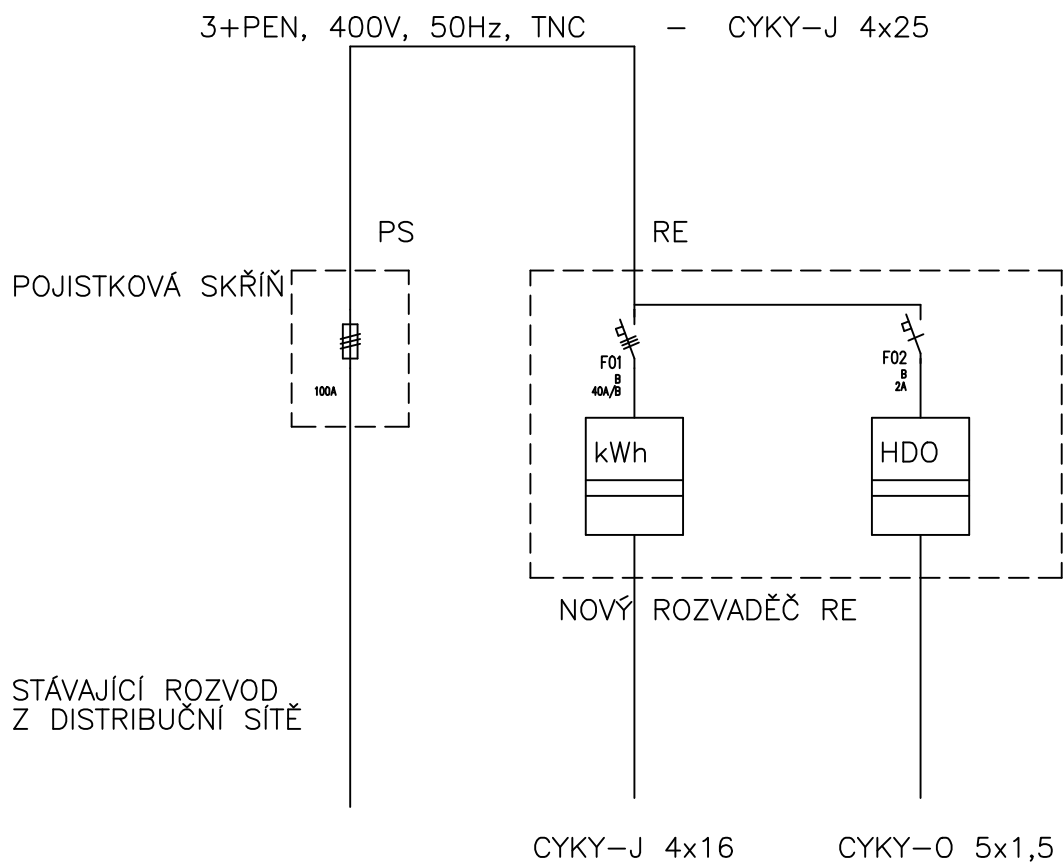 3+PEN, 400V, 50Hz, TNC - CYKY-J 4x25
PS
RE
POJISTKOVÁ SKŘÍŇ
100A
F01
B
40A/B
F02
B
2A
kWh
HDO
NOVÝ ROZVADĚČ RE
STÁVAJÍCÍ ROZVOD
Z DISTRIBUČNÍ SÍTĚ
CYKY-J 4x16
CYKY-O 5x1,5